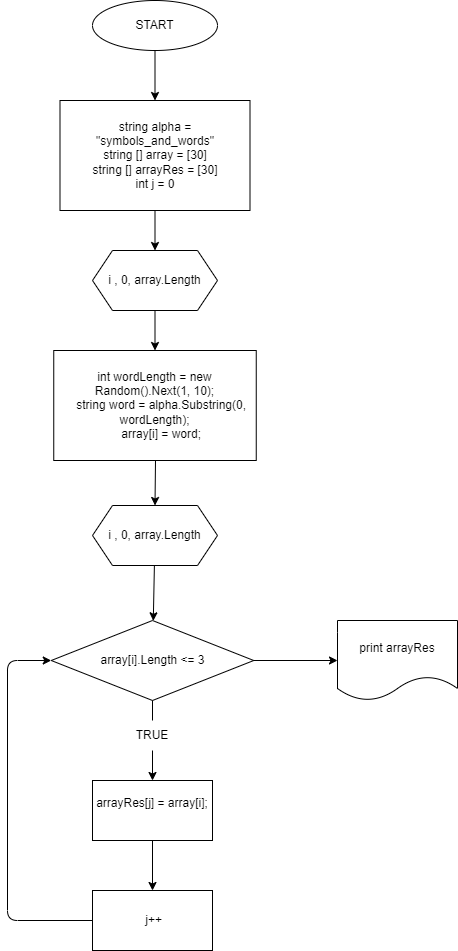 START
string alpha =
"symbols_and_words"
string [] array = [30]
string [] arrayRes = [30]
int j = 0
i , 0, array.Length
int wordLength = new
Random().Next(1, 10);
string word = alpha.Substring(0,
wordLength);
array[i] = word;
i , 0, array.Length
array[i].Length <= 3
print arrayRes
TRUE
arrayRes[j] = array[i];
j++